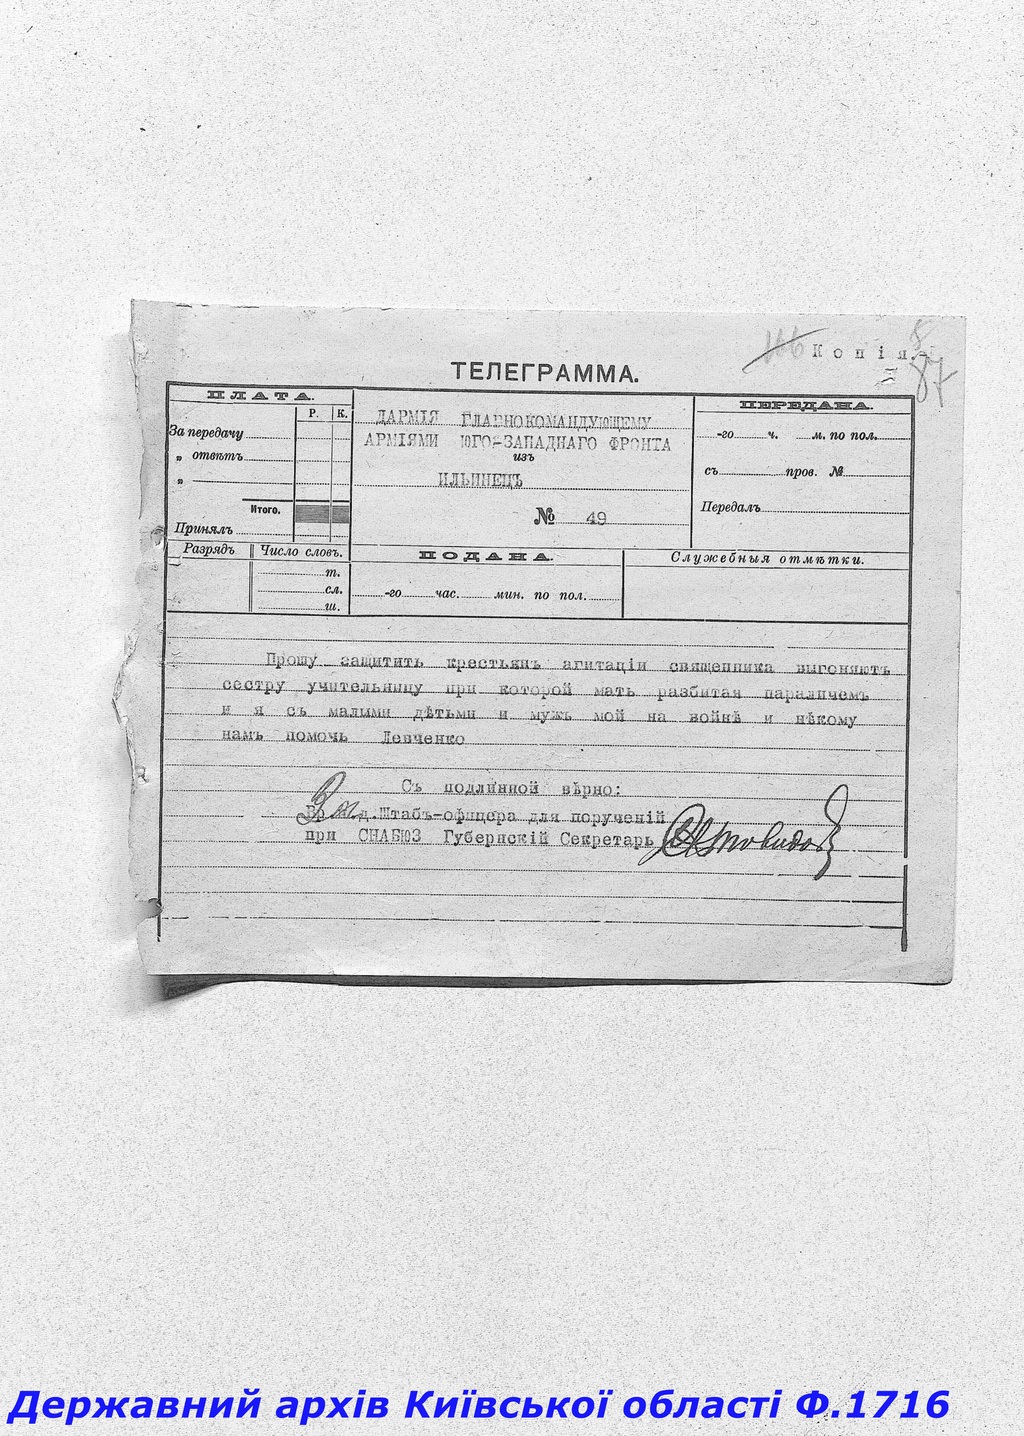 116
Копія.
8
87
ТЕЛЕГРАММА.
ПЛАТА.
Р. К.
За передачу
„ отвѣтъ
„
Итого.
Принялъ
ДАРМІЯ ГЛАВНОКОМАНДУЮЩЕМУ
АРМІЯМИ ЮГО-ЗАПАДНАГО ФРОНТА
изъ
ИЛЬИНЕЦЪ
№ 49
ПЕРЕДАНА.
-го ч. м. по пол.
съ пров. №
Передалъ
Разрядъ
Число словъ.
т.
сл.
ш.
ПОДАНА.
-го час. мин. по пол.
Служебныя отмѣтки.
Прошу защитить крестьянъ агитаціи священника выгоняютъ
сестру учительницу при которой мать разбитая параличемъ
и я съ малыми дѣтьми и мужъ мой на войнѣ и нѣкому
намъ помочь Левченко
Съ подлинной вѣрно:
д.Штабъ-офицера для порученій
при СНАБЮЗ Губернскій Секретарь
Державний архів Київської області Ф.1716